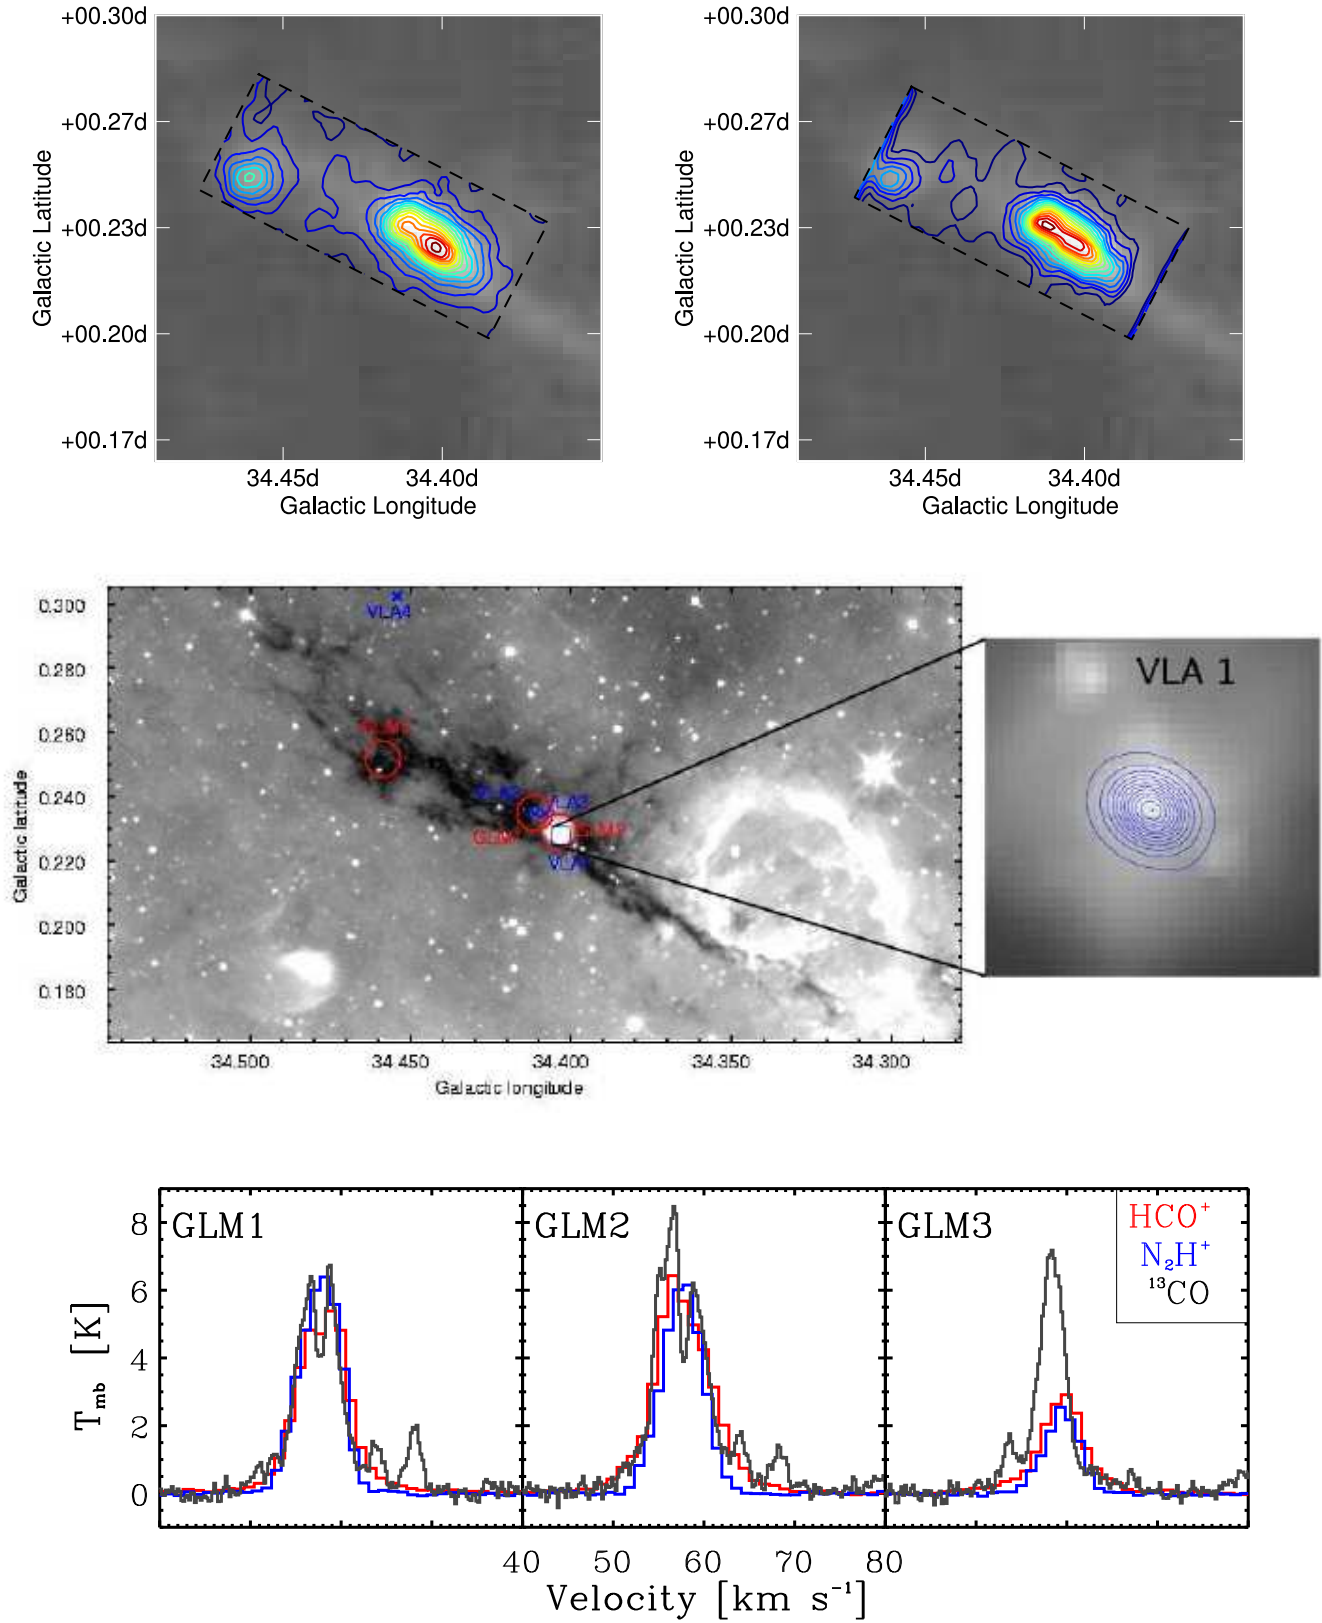 +00.30d
+00.27d
+00.23d
+00.20d
+00.17d
Galactic Latitude
34.45d
34.40d
Galactic Longitude
+00.30d
+00.27d
+00.23d
+00.20d
+00.17d
Galactic Latitude
34.45d
34.40d
Galactic Longitude
0.300
0.280
0.260
0.240
0.220
0.200
0.180
Galactic latitude
VLA4
VLA 1
34.500
34.450
34.400
34.350
34.300
Galactic longitude
GLM1
GLM2
GLM3
HCO⁺
N₂H⁺
¹³CO
8
6
4
2
0
T_mb [K]
40
50
60
70
80
Velocity [km s⁻¹]